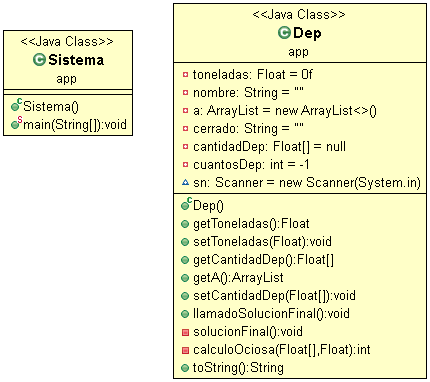 <<Java Class>>
Sistema
app
Sistema()
main(String[]):void
<<Java Class>>
Dep
app
toneladas: Float = 0f
nombre: String = ""
a: ArrayList = new ArrayList<>()
cerrado: String = ""
cantidadDep: Float[] = null
cuantosDep: int = -1
sn: Scanner = new Scanner(System.in)
Dep()
getToneladas():Float
setToneladas(Float):void
getCantidadDep():Float[]
getA():ArrayList
setCantidadDep(Float[]):void
llamadoSolucionFinal():void
solucionFinal():void
calculoOciosa(Float[],Float):int
toString():String